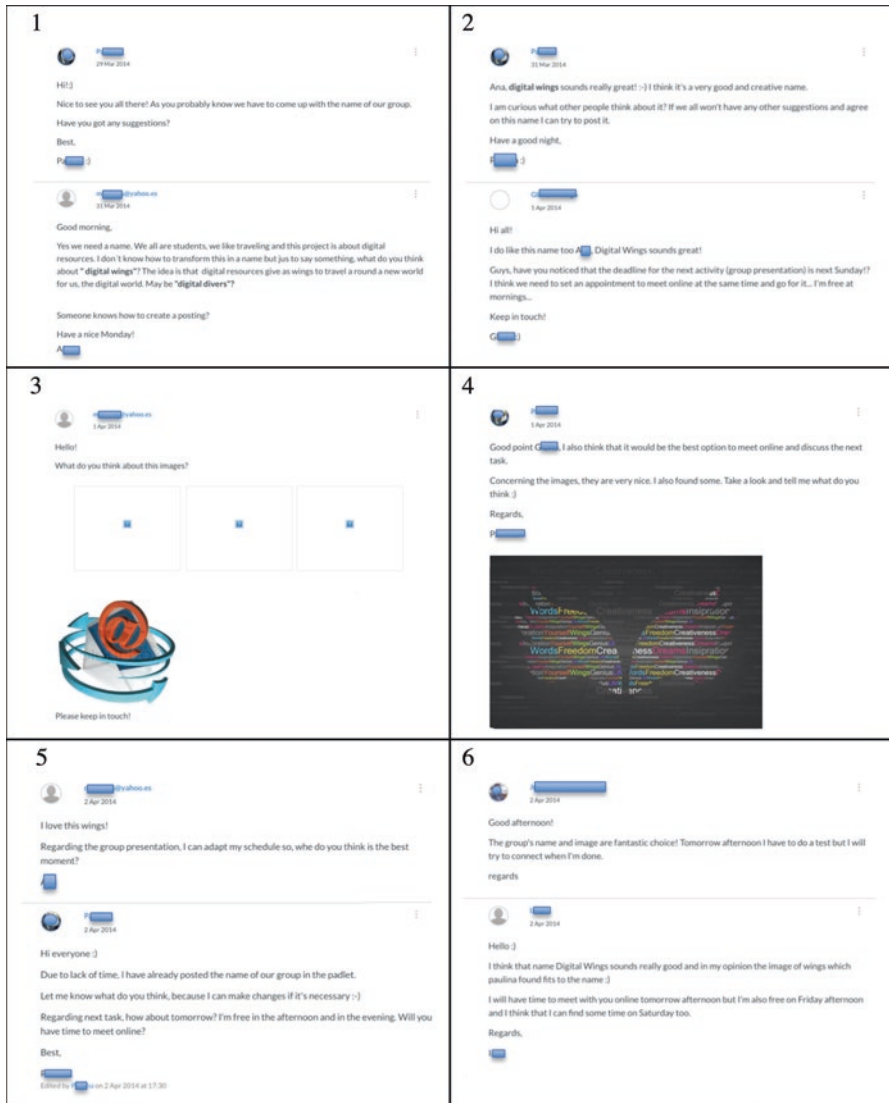 1
P
29 Mar 2014
Hi!:)
Nice to see you all there! As you probably know we have to come up with the name of our group.
Have you got any suggestions?
Best,
Pa :)
@yahoo.es
31 Mar 2014
Good morning,
Yes we need a name. We all are students, we like traveling and this project is about digital
resources. I don't know how to transform this in a name but jus to say something, what do you think
about " digital wings"? The idea is that digital resources give as wings to travel a round a new world
for us, the digital world. May be "digital divers"?
Someone knows how to create a posting?
Have a nice Monday!
A
2
P
31 Mar 2014
Ana, digital wings sounds really great! :-) I think it's a very good and creative name.
I am curious what other people think about it? If we all won't have any other suggestions and agree
on this name I can try to post it.
Have a good night,
P :)
1 Apr 2014
Hi all!
I do like this name too A , Digital Wings sounds great!
Guys, have you noticed that the deadline for the next activity (group presentation) is next Sunday!?
I think we need to set an appointment to meet online at the same time and go for it... I'm free at
mornings...
Keep in touch!
G :)
3
@yahoo.es
1 Apr 2014
Hello!
What do you think about this images?
@
Please keep in touch!
4
P
1 Apr 2014
Good point G , I also think that it would be the best option to meet online and discuss the next
task.
Concerning the images, they are very nice. I also found some. Take a look and tell me what do you
think :)
Regards,
P
WordsFreedomCrea nessDreamsInsipration
5
@yahoo.es
2 Apr 2014
I love this wings!
Regarding the group presentation, I can adapt my schedule so, whe do you think is the best
moment?
A
P
2 Apr 2014
Hi everyone :)
Due to lack of time, I have already posted the name of our group in the padlet.
Let me know what do you think, because I can make changes if it's necessary :-)
Regarding next task, how about tomorrow? I'm free in the afternoon and in the evening. Will you
have time to meet online?
Best,
P
Edited by P on 2 Apr 2014 at 17:30
6
2 Apr 2014
Good afternoon!
The group's name and image are fantastic choice! Tomorrow afternoon I have to do a test but I will
try to connect when I'm done.
regards
2 Apr 2014
Hello :)
I think that name Digital Wings sounds really good and in my opinion the image of wings which
paulina found fits to the name :)
I will have time to meet with you online tomorrow afternoon but I'm also free on Friday afternoon
and I think that I can find some time on Saturday too.
Regards,